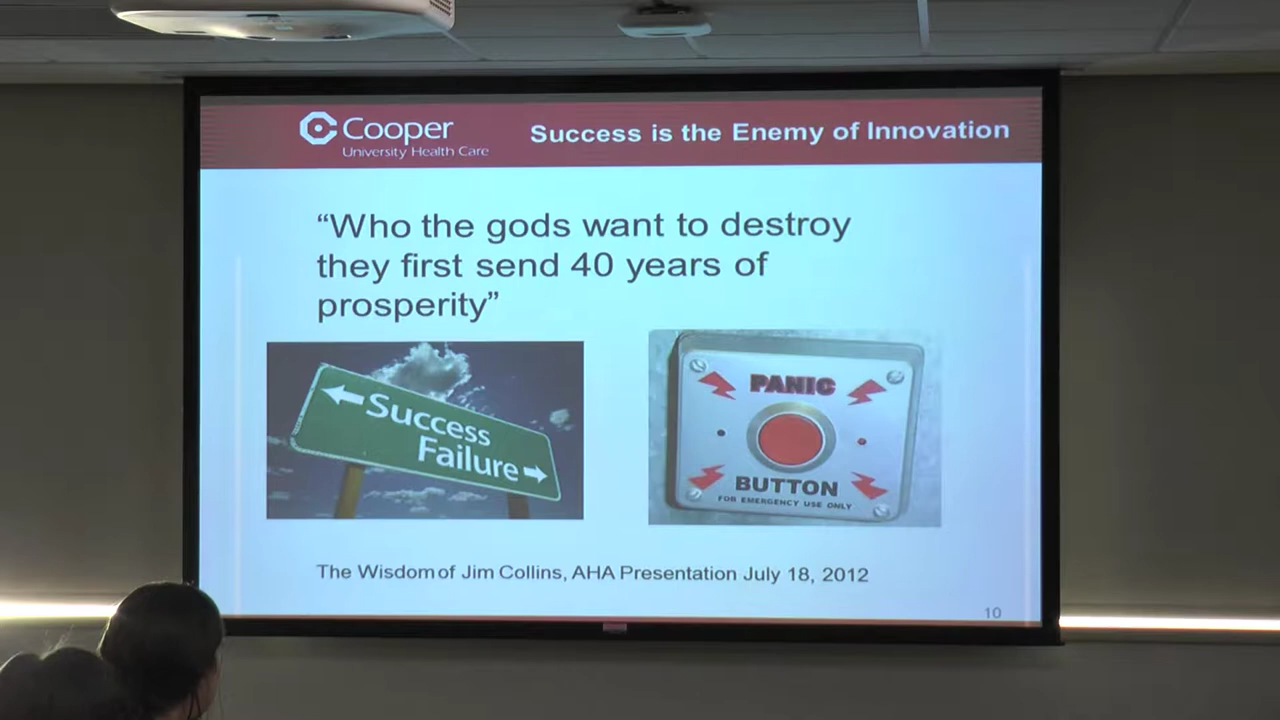 Cooper
University Health Care
Success is the Enemy of Innovation
“Who the gods want to destroy
they first send 40 years of
prosperity”
Success
Failure
PANIC
BUTTON
FOR EMERGENCY USE ONLY
The Wisdom of Jim Collins, AHA Presentation July 18, 2012
10